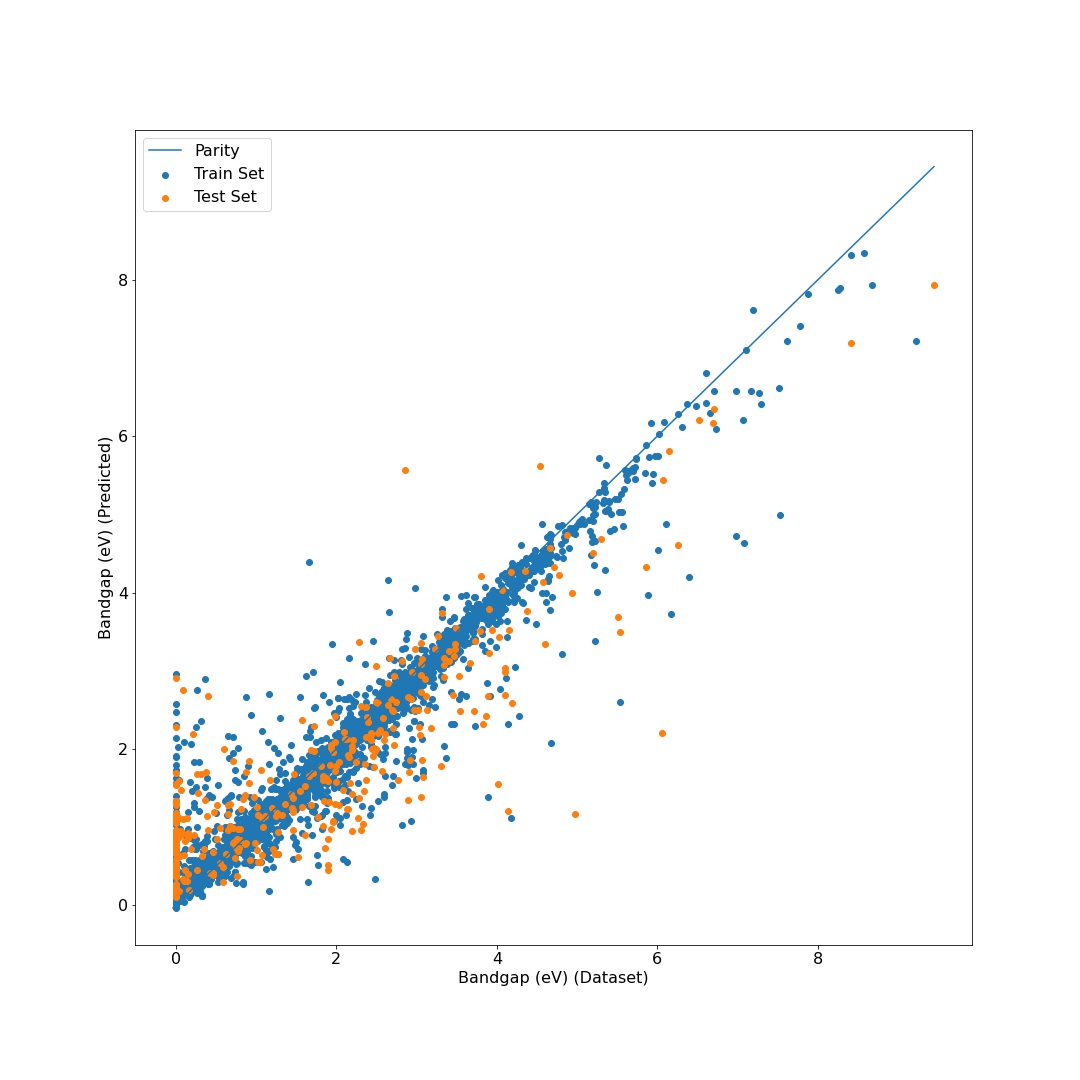 Parity
Train Set
Test Set
8
6
4
2
0
Bandgap (eV) (Predicted)
0 2 4 6 8
Bandgap (eV) (Dataset)